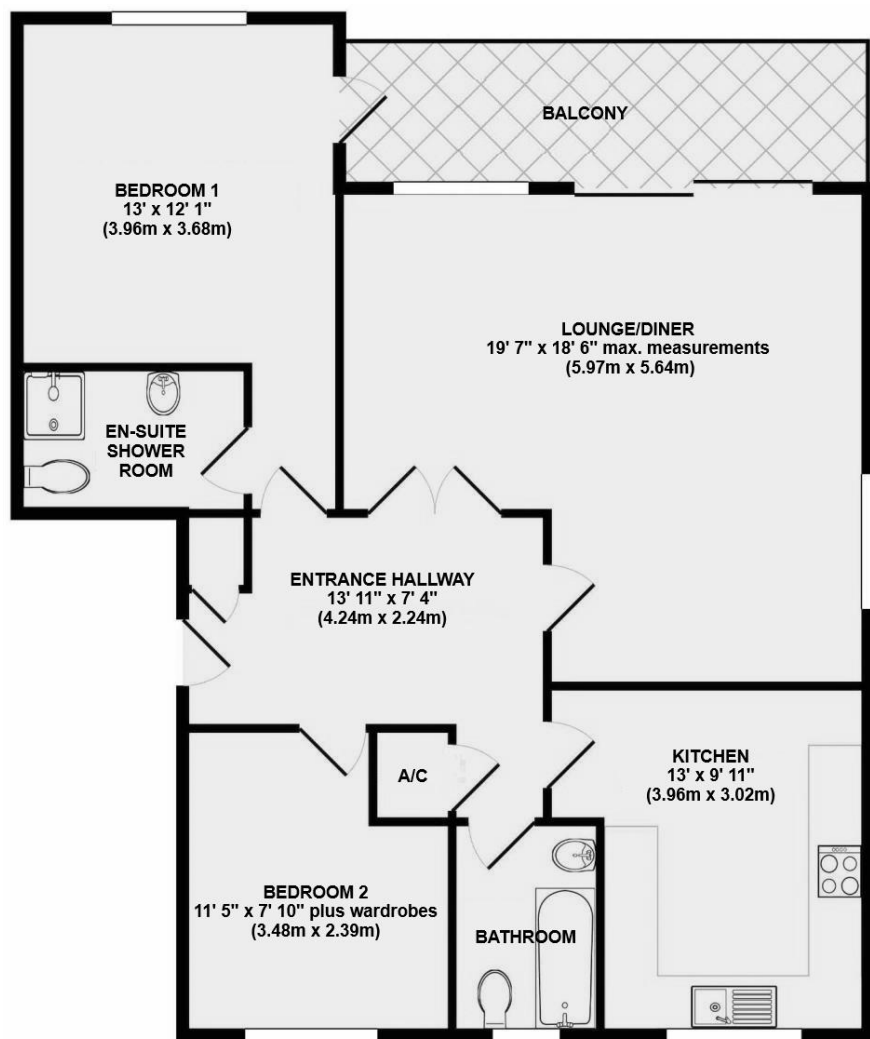 BALCONY
BEDROOM 1
13' x 12' 1"
(3.96m x 3.68m)
LOUNGE/DINER
19' 7" x 18' 6" max. measurements
(5.97m x 5.64m)
EN-SUITE
SHOWER
ROOM
ENTRANCE HALLWAY
13' 11" x 7' 4"
(4.24m x 2.24m)
KITCHEN
13' x 9' 11"
(3.96m x 3.02m)
A/C
BEDROOM 2
11' 5" x 7' 10" plus wardrobes
(3.48m x 2.39m)
BATHROOM